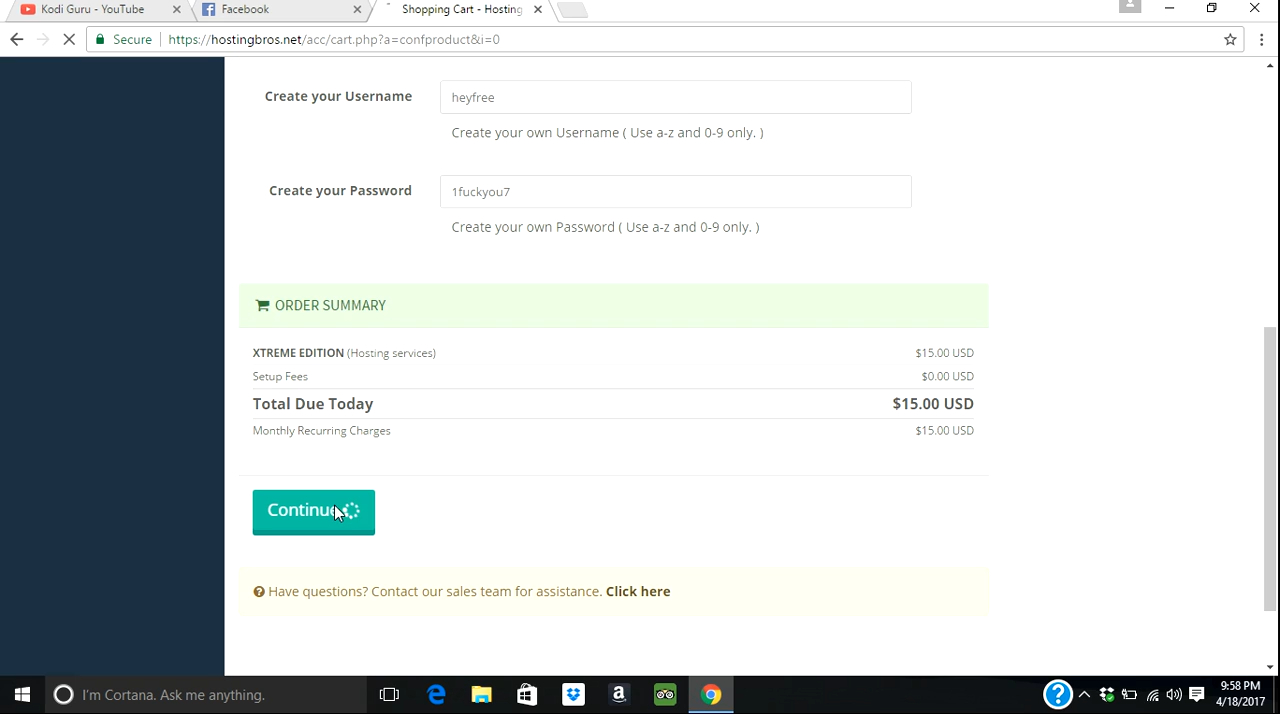 Kodi Guru - YouTube
Facebook
Shopping Cart - Hosting
Secure https://hostingbros.net/acc/cart.php?a=confproduct&i=0
Create your Username heyfree
Create your own Username ( Use a-z and 0-9 only. )
Create your Password 1fuckyou7
Create your own Password ( Use a-z and 0-9 only. )
ORDER SUMMARY
XTREME EDITION (Hosting services) $15.00 USD
Setup Fees $0.00 USD
Total Due Today $15.00 USD
Monthly Recurring Charges $15.00 USD
Continue
Have questions? Contact our sales team for assistance. Click here
I'm Cortana. Ask me anything.
9:58 PM
4/18/2017